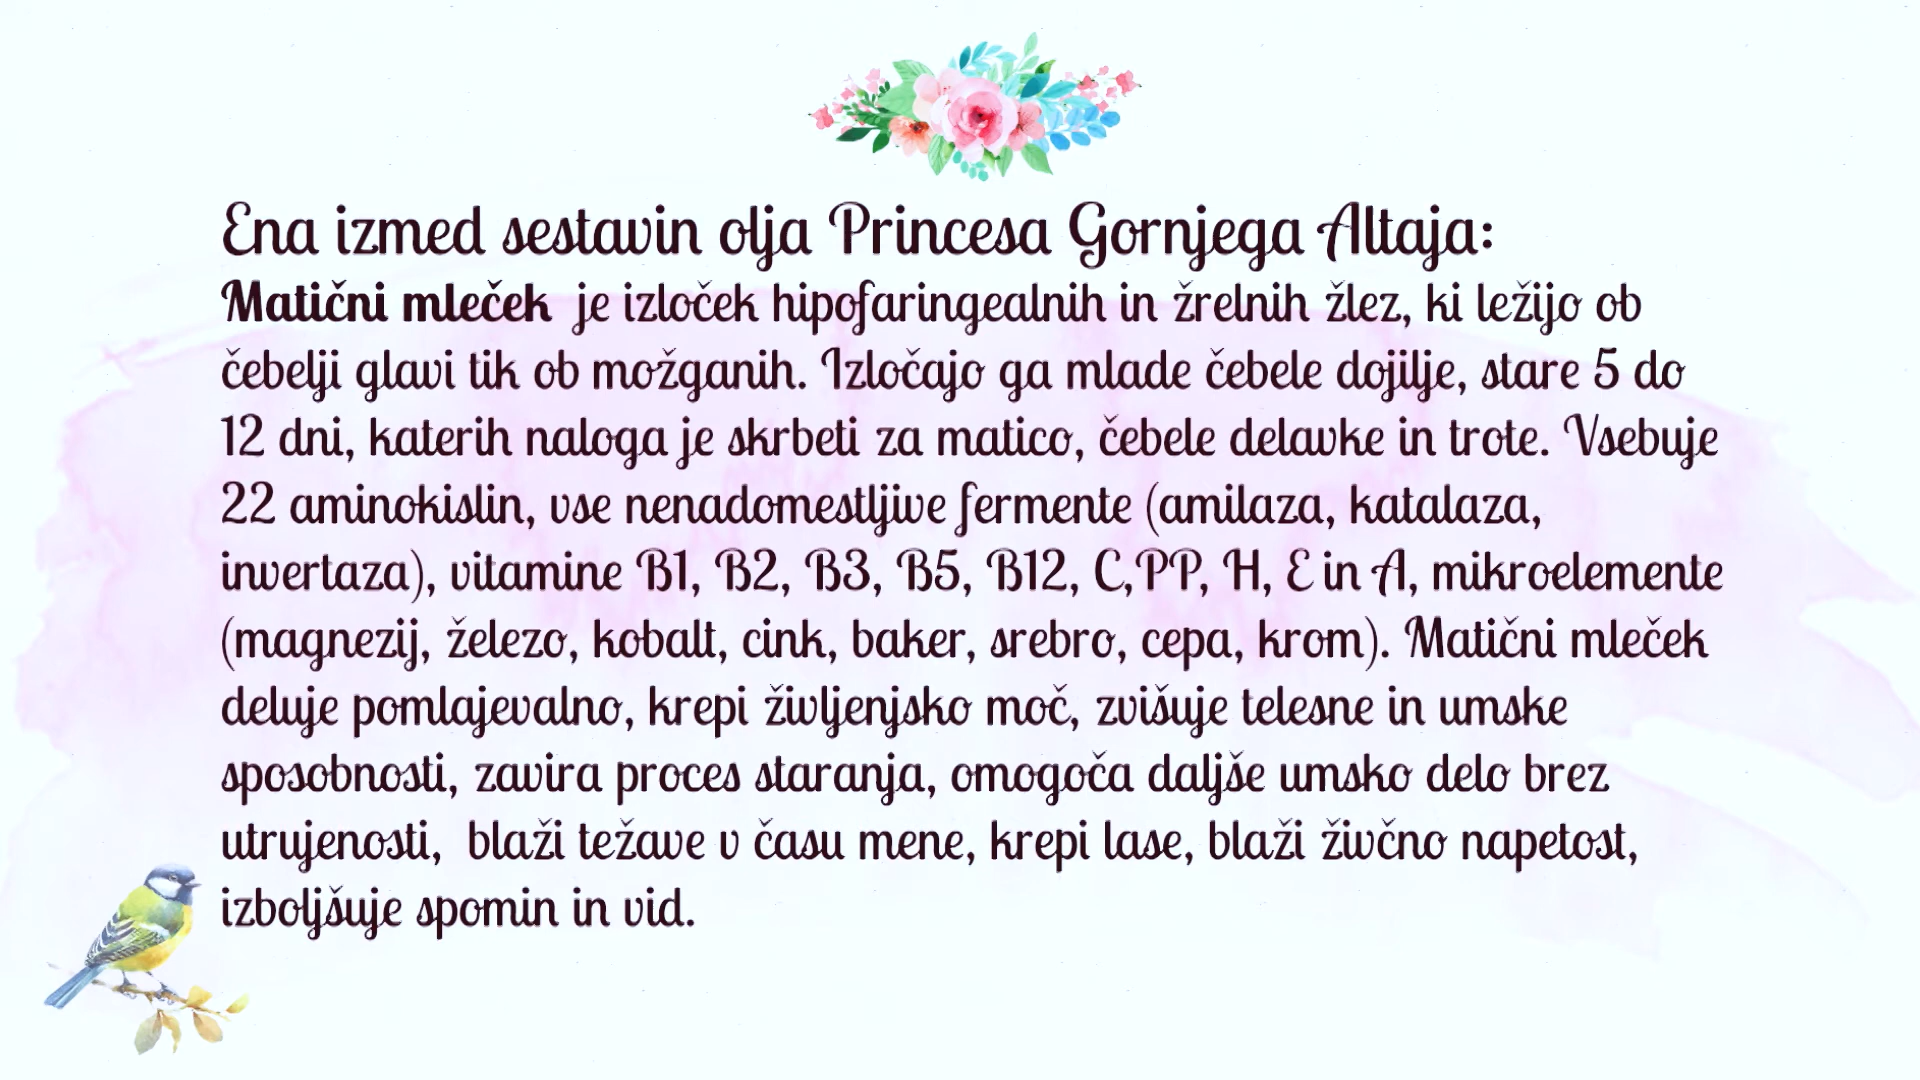 Ena izmed sestavin olja Princesa Gornjega Altaja:
Matični mleček je izloček hipofaringealnih in žrelnih žlez, ki ležijo ob
čebelji glavi tik ob možganih. Izločajo ga mlade čebele dojilje, stare 5 do
12 dni, katerih naloga je skrbeti za matico, čebele delavke in trote. Vsebuje
22 aminokislin, vse nenadomestljive fermente (amilaza, katalaza,
invertaza), vitamine B1, B2, B3, B5, B12, C,PP, H, E in A, mikroelemente
(magnezij, železo, kobalt, cink, baker, srebro, cepa, krom). Matični mleček
deluje pomlajevalno, krepi življenjsko moč, zvišuje telesne in umske
sposobnosti, zavira proces staranja, omogoča daljše umsko delo brez
utrujenosti, blaži težave v času mene, krepi lase, blaži živčno napetost,
izboljšuje spomin in vid.